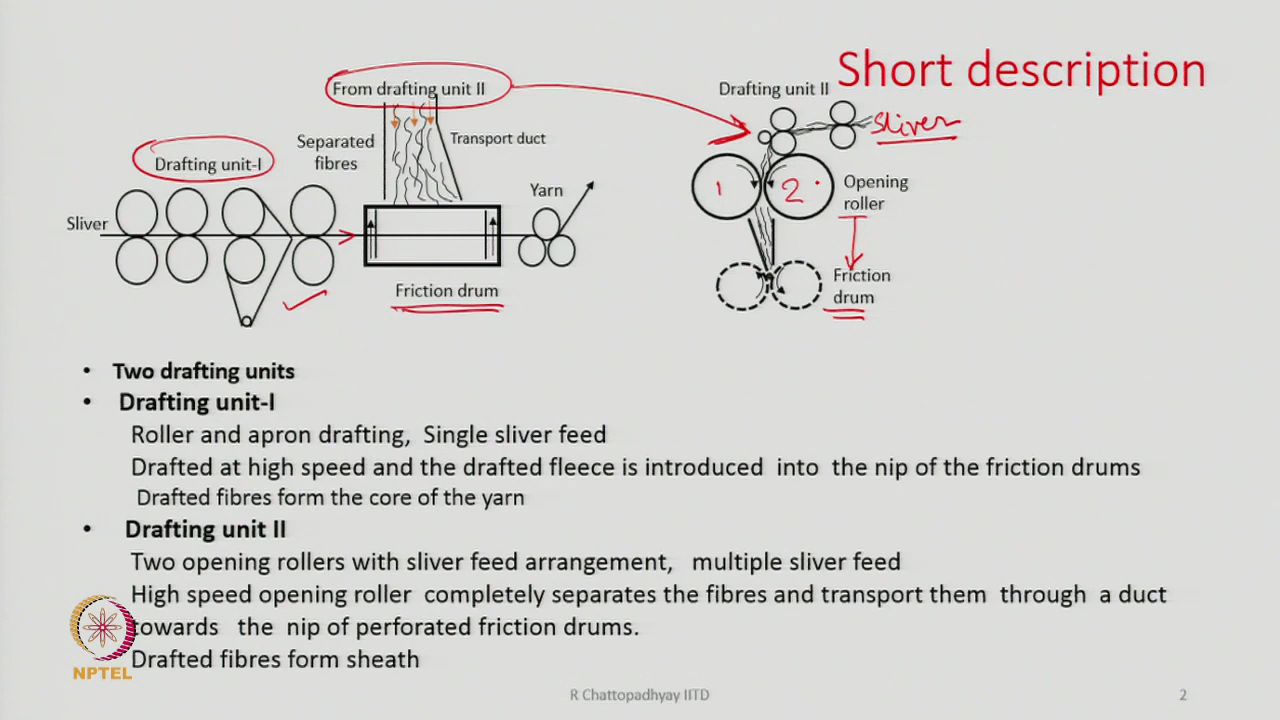 Short description
From drafting unit II
Drafting unit II
Sliver
Separated
fibres
Transport duct
Drafting unit-I
Yarn
Opening
roller
1
2
Sliver
Friction
drum
Friction drum
• Two drafting units
• Drafting unit-I
Roller and apron drafting, Single sliver feed
Drafted at high speed and the drafted fleece is introduced into the nip of the friction drums
Drafted fibres form the core of the yarn
• Drafting unit II
Two opening rollers with sliver feed arrangement, multiple sliver feed
High speed opening roller completely separates the fibres and transport them through a duct
towards the nip of perforated friction drums.
Drafted fibres form sheath
NPTEL
R Chattopadhyay IITD
2